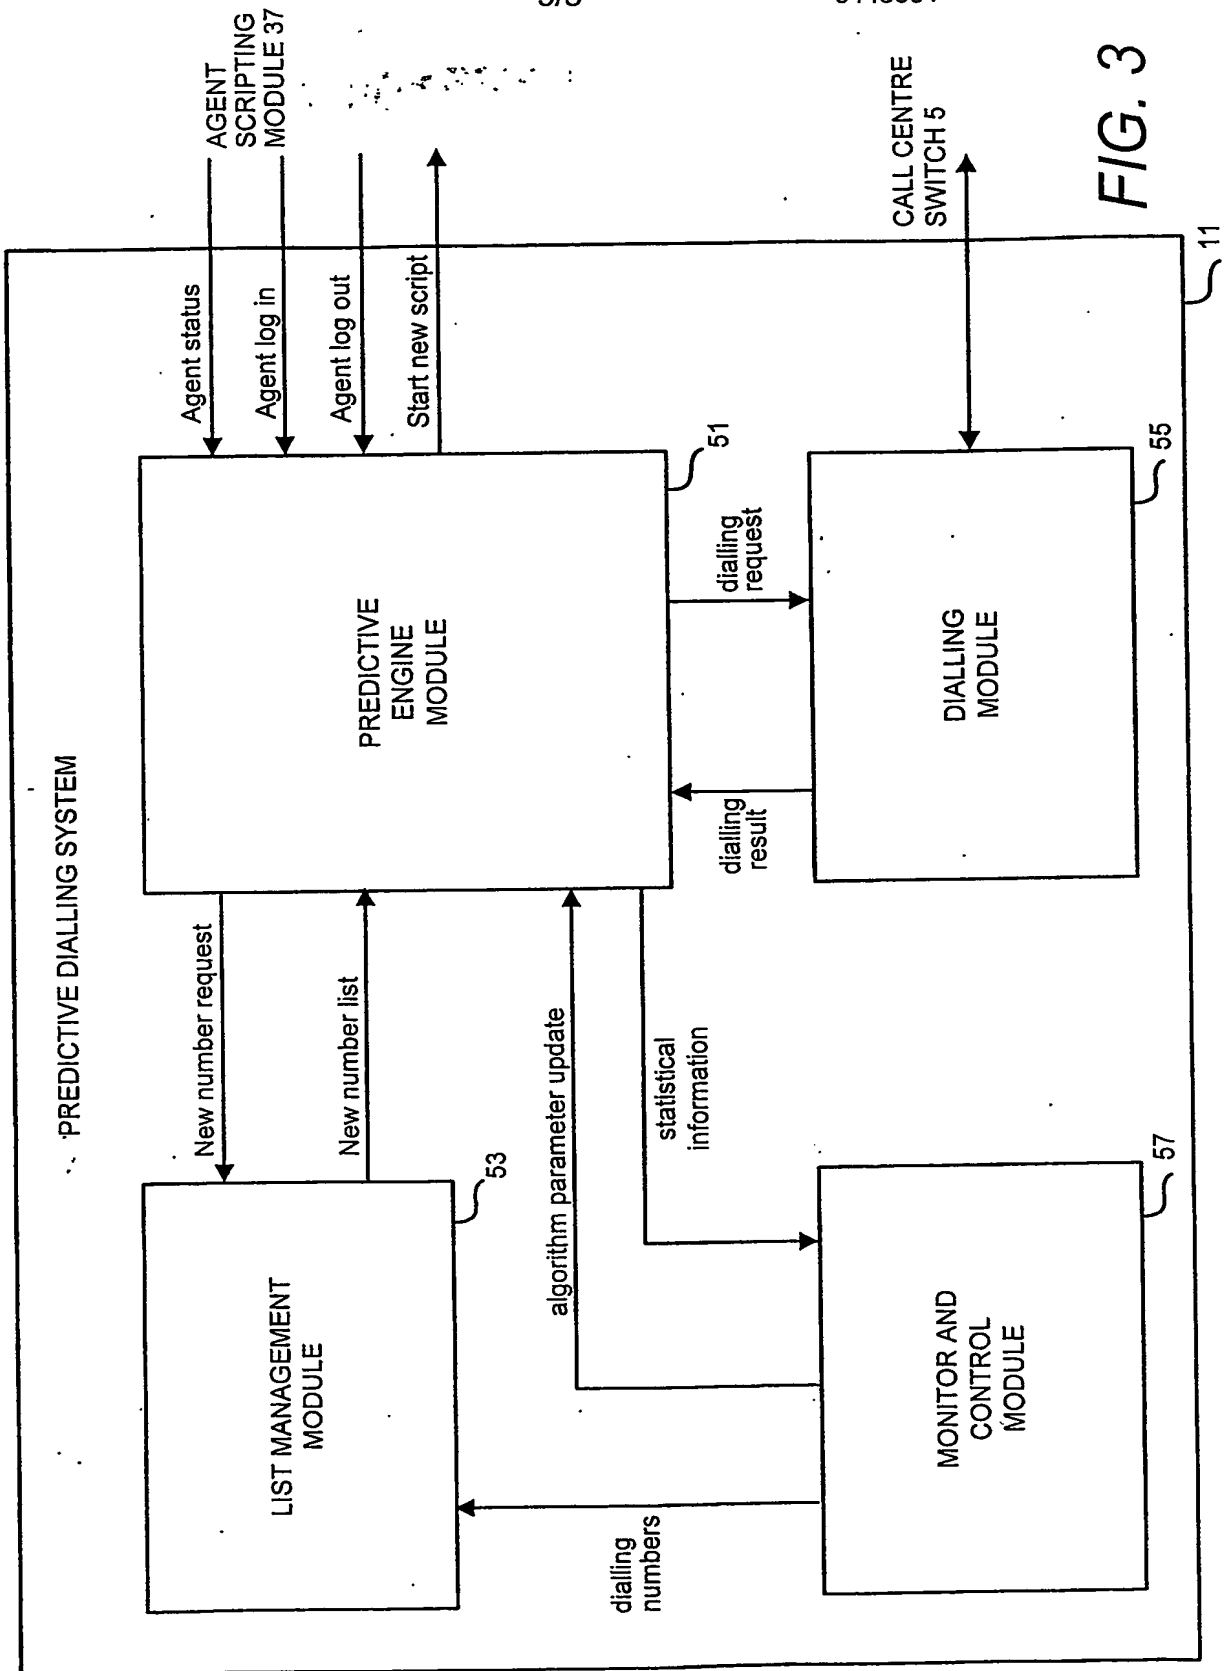 PREDICTIVE DIALLING SYSTEM
AGENT
SCRIPTING
MODULE 37
Agent status
Agent log in
Agent log out
Start new script
New number request
New number list
LIST MANAGEMENT
MODULE
53
PREDICTIVE
ENGINE
MODULE
51
algorithm parameter update
statistical
information
dialling
numbers
dialling
result
dialling
request
MONITOR AND
CONTROL
MODULE
57
DIALLING
MODULE
55
CALL CENTRE
SWITCH 5
11
FIG. 3